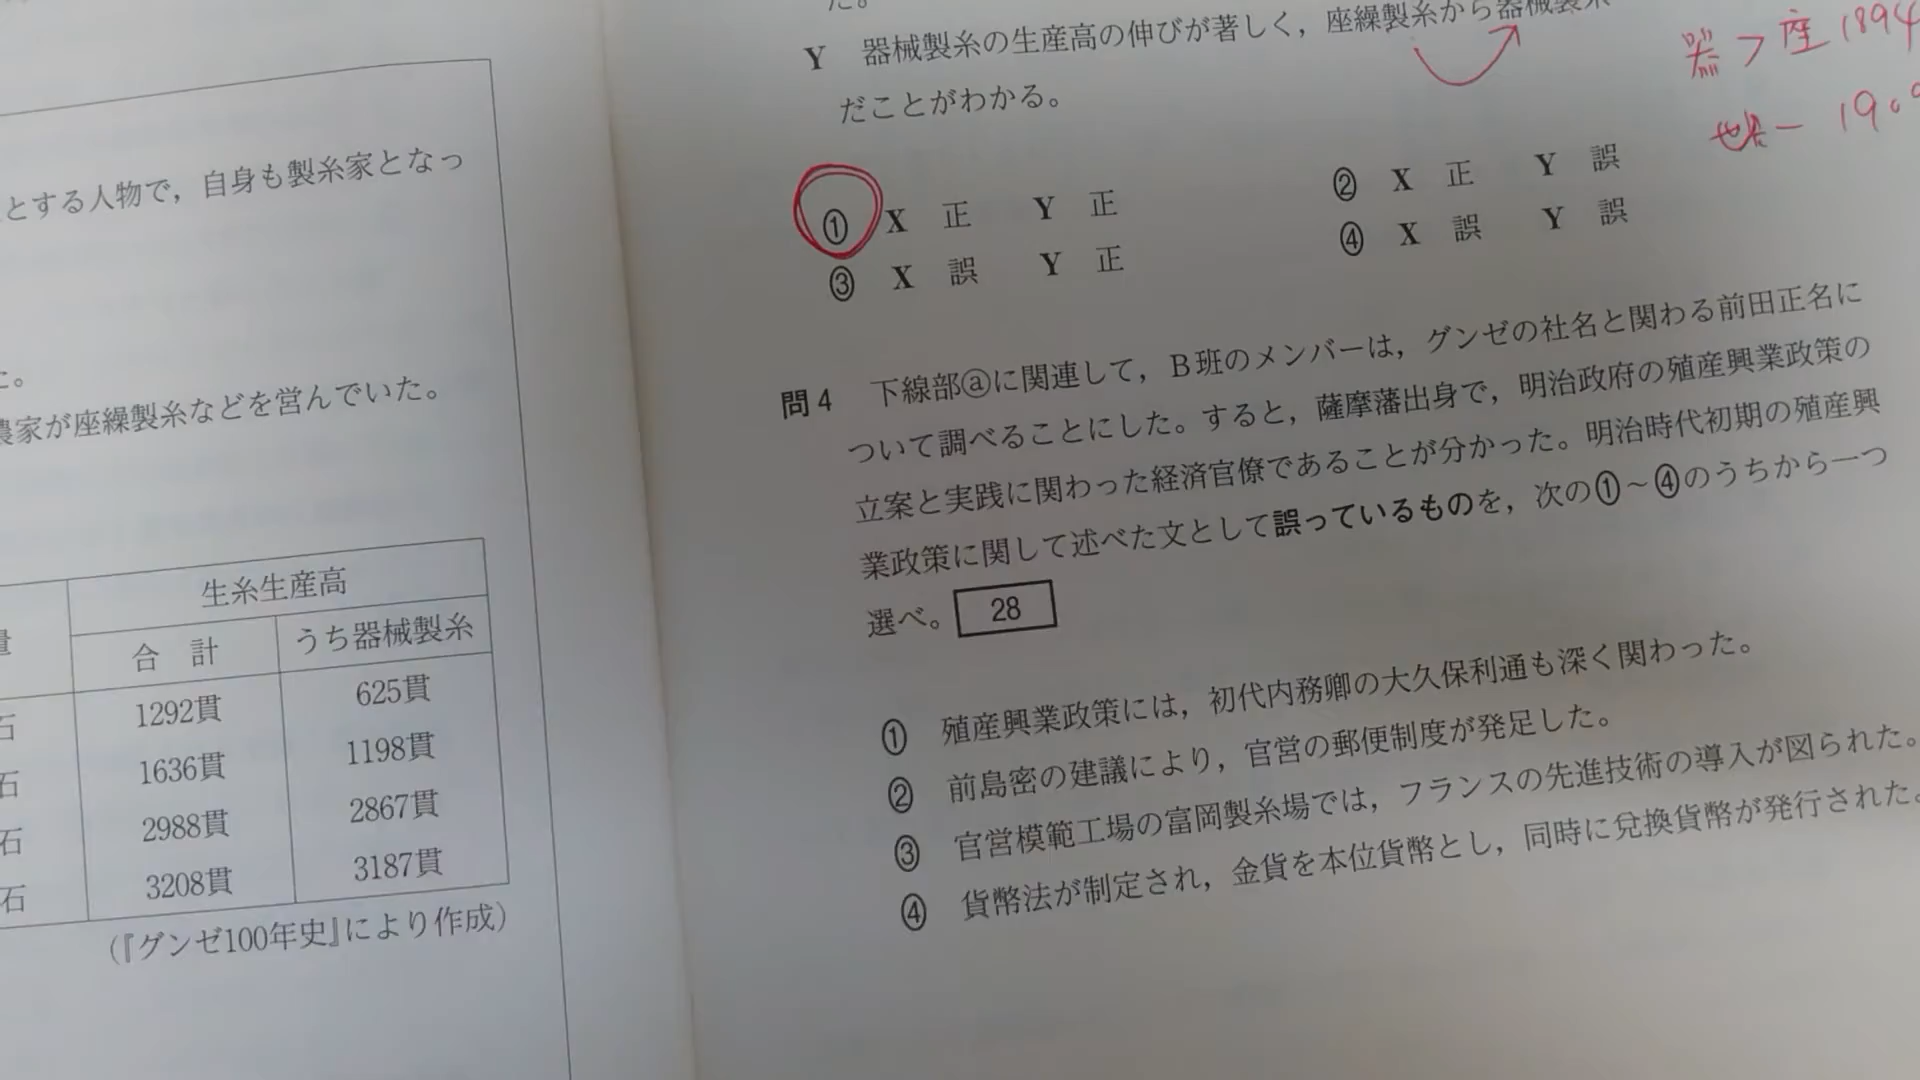 とする人物で，自身も製糸家となっ
た。
農家が座繰製糸などを営んでいた。
量
生糸生産高
合　計
うち器械製糸
石
1292貫
625貫
石
1636貫
1198貫
石
2988貫
2867貫
石
3208貫
3187貫
（『グンゼ100年史』により作成）
た。
Y　器械製糸の生産高の伸びが著しく，座繰製糸から器械製糸
だことがわかる。
器＞座 1894
①　X　正　Y　正
②　X　正　Y　誤
③　X　誤　Y　正
④　X　誤　Y　誤
問4　下線部ⓐに関連して，B班のメンバーは，グンゼの社名と関わる前田正名に
ついて調べることにした。すると，薩摩藩出身で，明治政府の殖産興業政策の
立案と実践に関わった経済官僚であることが分かった。明治時代初期の殖産興
業政策に関して述べた文として誤っているものを，次の①～④のうちから一つ
選べ。 28
①　殖産興業政策には，初代内務卿の大久保利通も深く関わった。
②　前島密の建議により，官営の郵便制度が発足した。
③　官営模範工場の富岡製糸場では，フランスの先進技術の導入が図られた。
④　貨幣法が制定され，金貨を本位貨幣とし，同時に兌換貨幣が発行された。